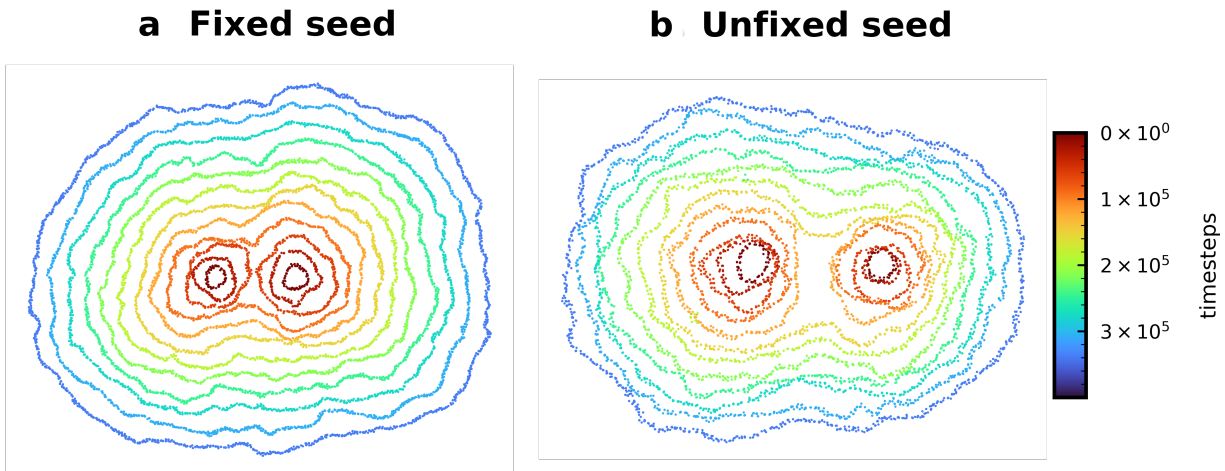 a Fixed seed
b Unfixed seed
0 × 10⁰
1 × 10⁵
2 × 10⁵
3 × 10⁵
timesteps